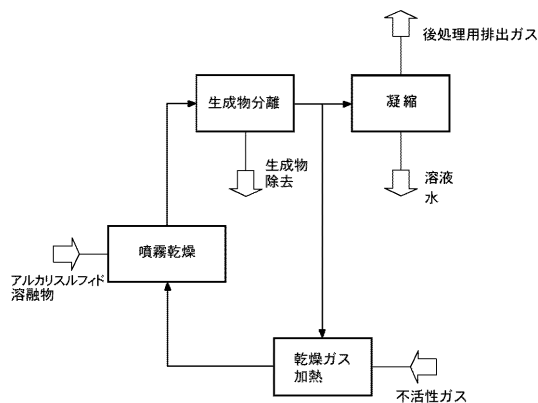 後処理用排出ガス
生成物分離
凝縮
生成物
除去
溶液
水
噴霧乾燥
アルカリスルフィド
溶融物
乾燥ガス
加熱
不活性ガス